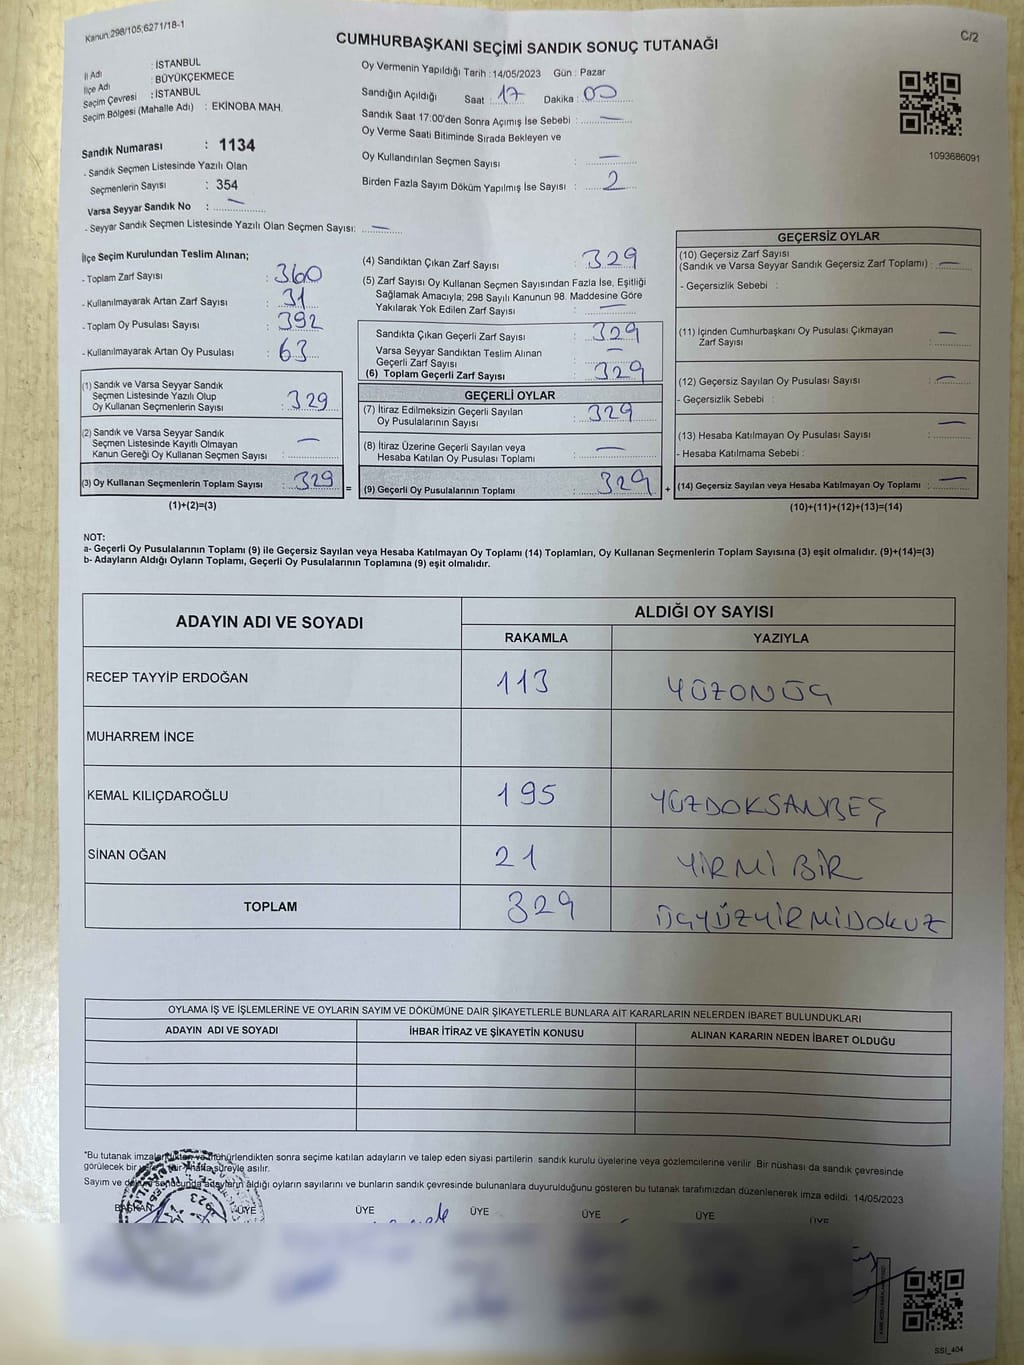 Kanun:298/105;6271/18-1
C/2
CUMHURBAŞKANI SEÇİMİ SANDIK SONUÇ TUTANAĞI
İl Adı : İSTANBUL
İlçe Adı : BÜYÜKÇEKMECE
Seçim Çevresi : İSTANBUL
Seçim Bölgesi (Mahalle Adı) : EKİNOBA MAH.
Oy Vermenin Yapıldığı Tarih :14/05/2023 Gün : Pazar
Sandığın Açıldığı Saat : 17 Dakika : 00
Sandık Saat 17:00'den Sonra Açımış İse Sebebi : —
Oy Verme Saati Bitiminde Sırada Bekleyen ve
Oy Kullandırılan Seçmen Sayısı : —
Birden Fazla Sayım Döküm Yapılmış İse Sayısı : 2
1093686091
Sandık Numarası : 1134
- Sandık Seçmen Listesinde Yazılı Olan
Seçmenlerin Sayısı : 354
Varsa Seyyar Sandık No : —
- Seyyar Sandık Seçmen Listesinde Yazılı Olan Seçmen Sayısı: —
İlçe Seçim Kurulundan Teslim Alınan;
- Toplam Zarf Sayısı : 360
- Kullanılmayarak Artan Zarf Sayısı : 31
- Toplam Oy Pusulası Sayısı : 392
- Kullanılmayarak Artan Oy Pusulası : 63
(1) Sandık ve Varsa Seyyar Sandık
Seçmen Listesinde Yazılı Olup
Oy Kullanan Seçmenlerin Sayısı : 329
(2) Sandık ve Varsa Seyyar Sandık
Seçmen Listesinde Kayıtlı Olmayan
Kanun Gereği Oy Kullanan Seçmen Sayısı : —
(3) Oy Kullanan Seçmenlerin Toplam Sayısı : 329
(1)+(2)=(3)
(4) Sandıktan Çıkan Zarf Sayısı : 329
(5) Zarf Sayısı Oy Kullanan Seçmen Sayısından Fazla İse, Eşitliği
Sağlamak Amacıyla; 298 Sayılı Kanunun 98. Maddesine Göre
Yakılarak Yok Edilen Zarf Sayısı : —
Sandıkta Çıkan Geçerli Zarf Sayısı : 329
Varsa Seyyar Sandıktan Teslim Alınan
Geçerli Zarf Sayısı : —
(6) Toplam Geçerli Zarf Sayısı : 329
GEÇERLİ OYLAR
(7) İtiraz Edilmeksizin Geçerli Sayılan
Oy Pusulalarının Sayısı : 329
(8) İtiraz Üzerine Geçerli Sayılan veya
Hesaba Katılan Oy Pusulası Toplamı : —
= (9) Geçerli Oy Pusulalarının Toplamı : 329 +
GEÇERSİZ OYLAR
(10) Geçersiz Zarf Sayısı
(Sandık ve Varsa Seyyar Sandık Geçersiz Zarf Toplamı) : —
- Geçersizlik Sebebi :
(11) İçinden Cumhurbaşkanı Oy Pusulası Çıkmayan
Zarf Sayısı : —
(12) Geçersiz Sayılan Oy Pusulası Sayısı : —
- Geçersizlik Sebebi :
(13) Hesaba Katılmayan Oy Pusulası Sayısı : —
- Hesaba Katılmama Sebebi :
(14) Geçersiz Sayılan veya Hesaba Katılmayan Oy Toplamı : —
(10)+(11)+(12)+(13)=(14)
NOT:
a- Geçerli Oy Pusulalarının Toplamı (9) ile Geçersiz Sayılan veya Hesaba Katılmayan Oy Toplamı (14) Toplamları, Oy Kullanan Seçmenlerin Toplam Sayısına (3) eşit olmalıdır. (9)+(14)=(3)
b- Adayların Aldığı Oyların Toplamı, Geçerli Oy Pusulalarının Toplamına (9) eşit olmalıdır.
ADAYIN ADI VE SOYADI ALDIĞI OY SAYISI
RAKAMLA YAZIYLA
RECEP TAYYİP ERDOĞAN 113 YÜZONÜÇ
MUHARREM İNCE
KEMAL KILIÇDAROĞLU 195 YÜZDOKSANBEŞ
SİNAN OĞAN 21 YİRMİ BİR
TOPLAM 329 ÜÇYÜZYİRMİDOKUZ
OYLAMA İŞ VE İŞLEMLERİNE VE OYLARIN SAYIM VE DÖKÜMÜNE DAİR ŞİKAYETLERLE BUNLARA AİT KARARLARIN NELERDEN İBARET BULUNDUKLARI
ADAYIN ADI VE SOYADI İHBAR İTİRAZ VE ŞİKAYETİN KONUSU ALINAN KARARIN NEDEN İBARET OLDUĞU
*Bu tutanak imzalandıktan ve mühürlendikten sonra seçime katılan adayların ve talep eden siyasi partilerin sandık kurulu üyelerine veya gözlemcilerine verilir. Bir nüshası da sandık çevresinde
görülecek bir yere bir hafta süreyle asılır.
Sayım ve döküm sonucunda adayların aldığı oyların sayılarını ve bunların sandık çevresinde bulunanlara duyurulduğunu gösteren bu tutanak tarafımızdan düzenlenerek imza edildi. 14/05/2023
BAŞKAN ÜYE ÜYE ÜYE ÜYE ÜYE ÜYE
SSİ_404